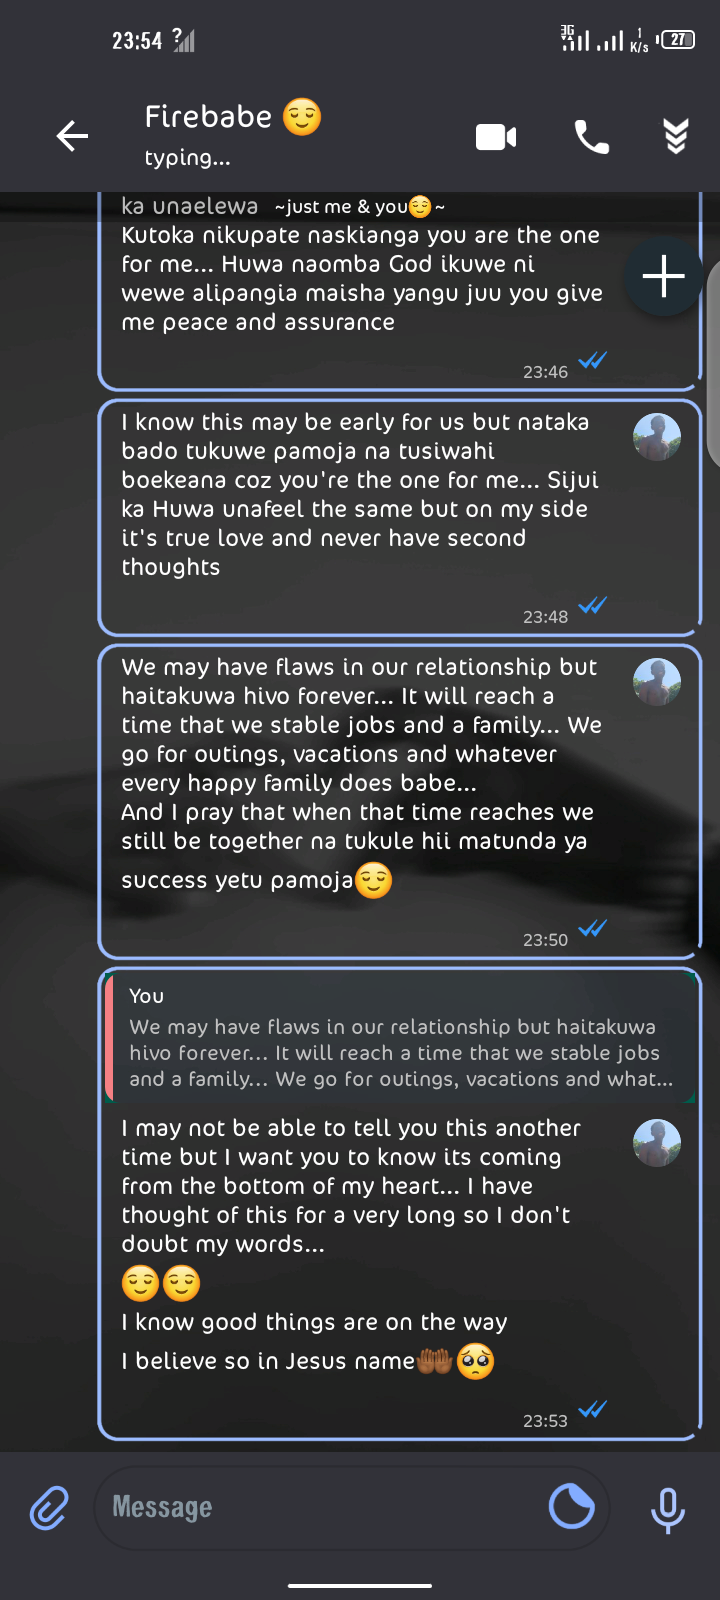 23:54 ?
3G 1 K/s 27
Firebabe 😌
typing...
ka unaelewa ~just me & you😌~
Kutoka nikupate naskianga you are the one
for me... Huwa naomba God ikuwe ni
wewe alipangia maisha yangu juu you give
me peace and assurance
23:46
I know this may be early for us but nataka
bado tukuwe pamoja na tusiwahi
boekeana coz you're the one for me... Sijui
ka Huwa unafeel the same but on my side
it's true love and never have second
thoughts
23:48
We may have flaws in our relationship but
haitakuwa hivo forever... It will reach a
time that we stable jobs and a family... We
go for outings, vacations and whatever
every happy family does babe...
And I pray that when that time reaches we
still be together na tukule hii matunda ya
success yetu pamoja😌
23:50
You
We may have flaws in our relationship but haitakuwa
hivo forever... It will reach a time that we stable jobs
and a family... We go for outings, vacations and what...
I may not be able to tell you this another
time but I want you to know its coming
from the bottom of my heart... I have
thought of this for a very long so I don't
doubt my words...
😌😌
I know good things are on the way
I believe so in Jesus name🤲🏾🥺
23:53
Message